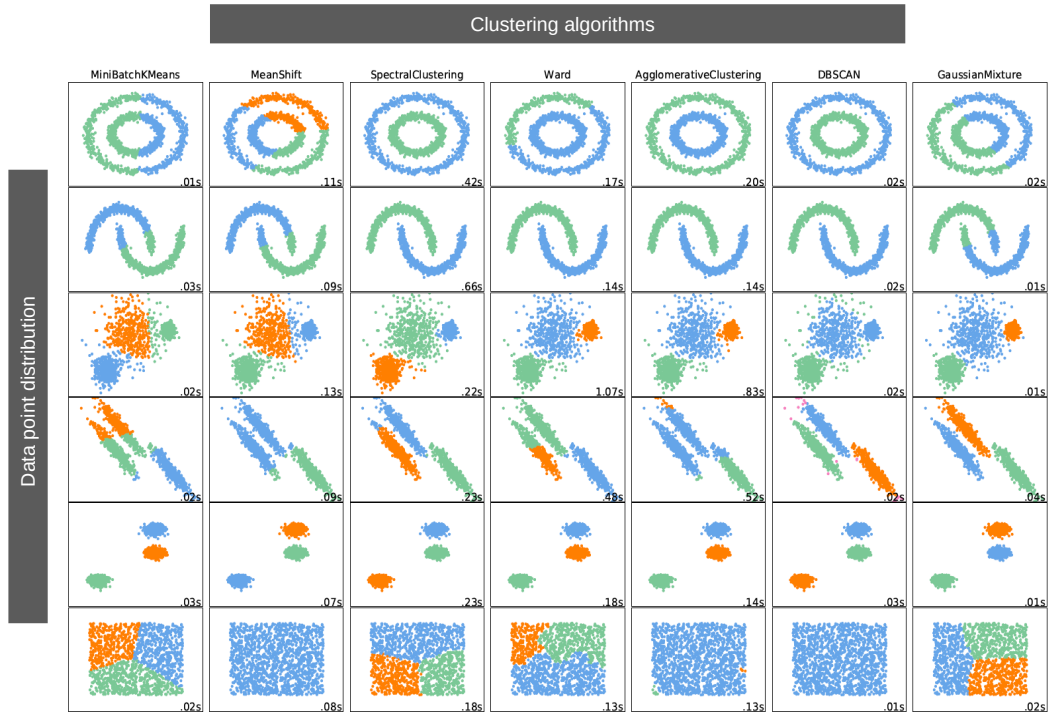 Clustering algorithms
MiniBatchKMeans MeanShift SpectralClustering Ward AgglomerativeClustering DBSCAN GaussianMixture
Data point distribution
.01s .11s .42s .17s .20s .02s .02s
.03s .09s .66s .14s .14s .02s .01s
.02s .13s .22s 1.07s .83s .02s .01s
.02s .09s .23s .48s .52s .02s .04s
.03s .07s .23s .18s .14s .03s .01s
.02s .08s .18s .13s .13s .01s .02s